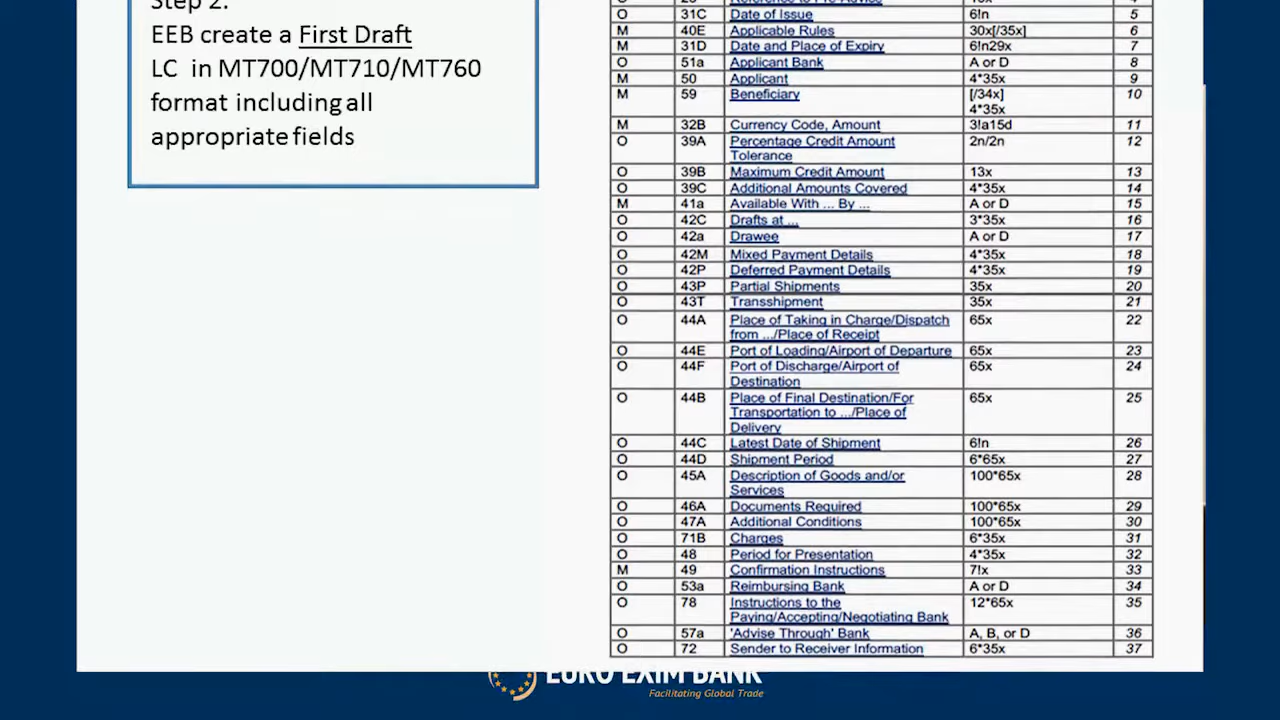 Step 2:
EEB create a First Draft
LC in MT700/MT710/MT760
format including all
appropriate fields
O 31C Date of Issue 6!n 5
M 40E Applicable Rules 30x[/35x] 6
M 31D Date and Place of Expiry 6!n29x 7
O 51a Applicant Bank A or D 8
M 50 Applicant 4*35x 9
M 59 Beneficiary [/34x] 10
4*35x
M 32B Currency Code, Amount 3!a15d 11
O 39A Percentage Credit Amount 2n/2n 12
Tolerance
O 39B Maximum Credit Amount 13x 13
O 39C Additional Amounts Covered 4*35x 14
M 41a Available With ... By ... A or D 15
O 42C Drafts at ... 3*35x 16
O 42a Drawee A or D 17
O 42M Mixed Payment Details 4*35x 18
O 42P Deferred Payment Details 4*35x 19
O 43P Partial Shipments 35x 20
O 43T Transshipment 35x 21
O 44A Place of Taking in Charge/Dispatch 65x 22
from .../Place of Receipt
O 44E Port of Loading/Airport of Departure 65x 23
O 44F Port of Discharge/Airport of 65x 24
Destination
O 44B Place of Final Destination/For 65x 25
Transportation to .../Place of
Delivery
O 44C Latest Date of Shipment 6!n 26
O 44D Shipment Period 6*65x 27
O 45A Description of Goods and/or 100*65x 28
Services
O 46A Documents Required 100*65x 29
O 47A Additional Conditions 100*65x 30
O 71B Charges 6*35x 31
O 48 Period for Presentation 4*35x 32
M 49 Confirmation Instructions 7!x 33
O 53a Reimbursing Bank A or D 34
O 78 Instructions to the 12*65x 35
Paying/Accepting/Negotiating Bank
O 57a 'Advise Through' Bank A, B, or D 36
O 72 Sender to Receiver Information 6*35x 37
EURO EXIM BANK
Facilitating Global Trade